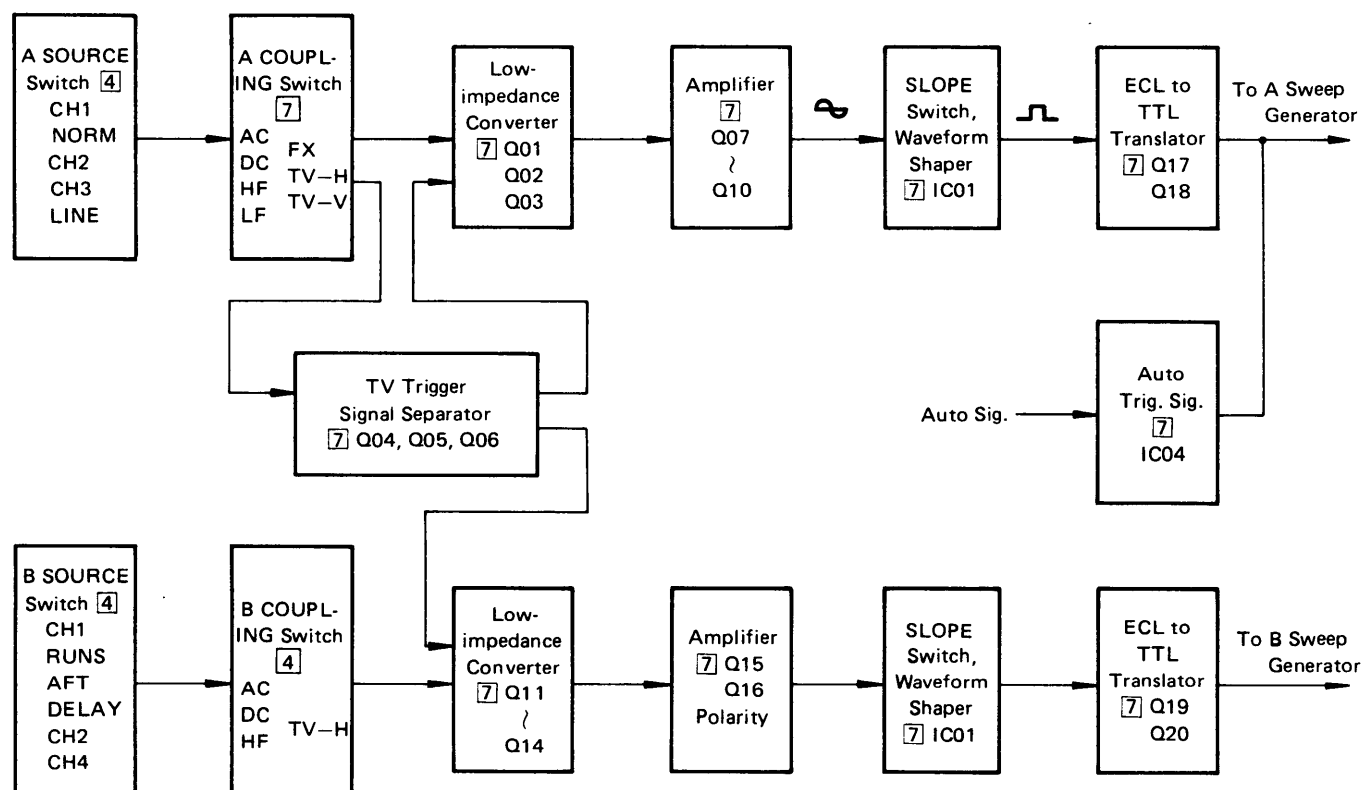 A SOURCE
Switch 4
CH1
NORM
CH2
CH3
LINE
A COUPL-
ING Switch
7
AC
DC
HF
LF
FX
TV-H
TV-V
Low-
impedance
Converter
7 Q01
Q02
Q03
Amplifier
7
Q07
~
Q10
SLOPE
Switch,
Waveform
Shaper
7 IC01
ECL to
TTL
Translator
7 Q17
Q18
To A Sweep
Generator
TV Trigger
Signal Separator
7 Q04, Q05, Q06
Auto Sig.
Auto
Trig. Sig.
7
IC04
B SOURCE
Switch 4
CH1
RUNS
AFT
DELAY
CH2
CH4
B COUPL-
ING Switch
4
AC
DC
HF
TV-H
Low-
impedance
Converter
7 Q11
~
Q14
Amplifier
7 Q15
Q16
Polarity
SLOPE
Switch,
Waveform
Shaper
7 IC01
ECL to
TTL
Translator
7 Q19
Q20
To B Sweep
Generator